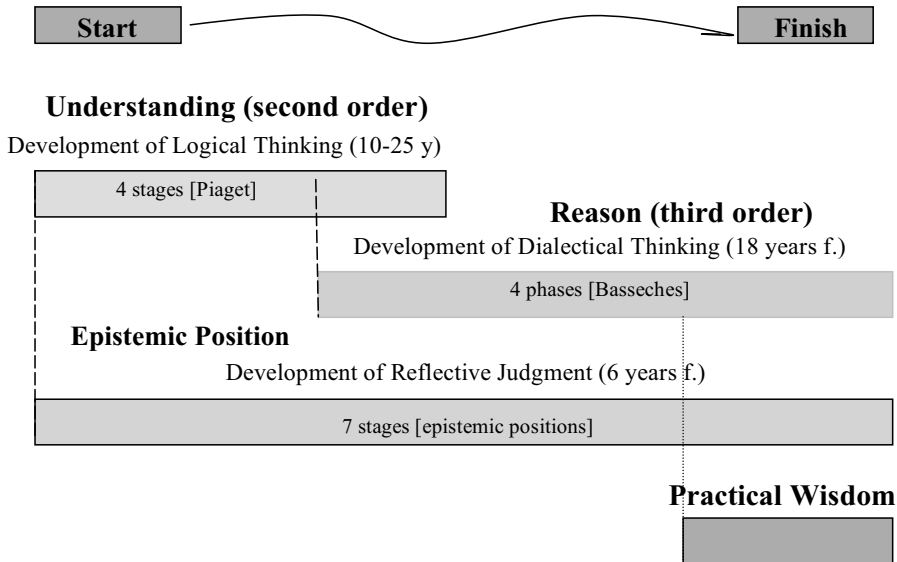 Start
Finish
Understanding (second order)
Development of Logical Thinking (10-25 y)
4 stages [Piaget]
Reason (third order)
Development of Dialectical Thinking (18 years f.)
4 phases [Basseches]
Epistemic Position
Development of Reflective Judgment (6 years f.)
7 stages [epistemic positions]
Practical Wisdom